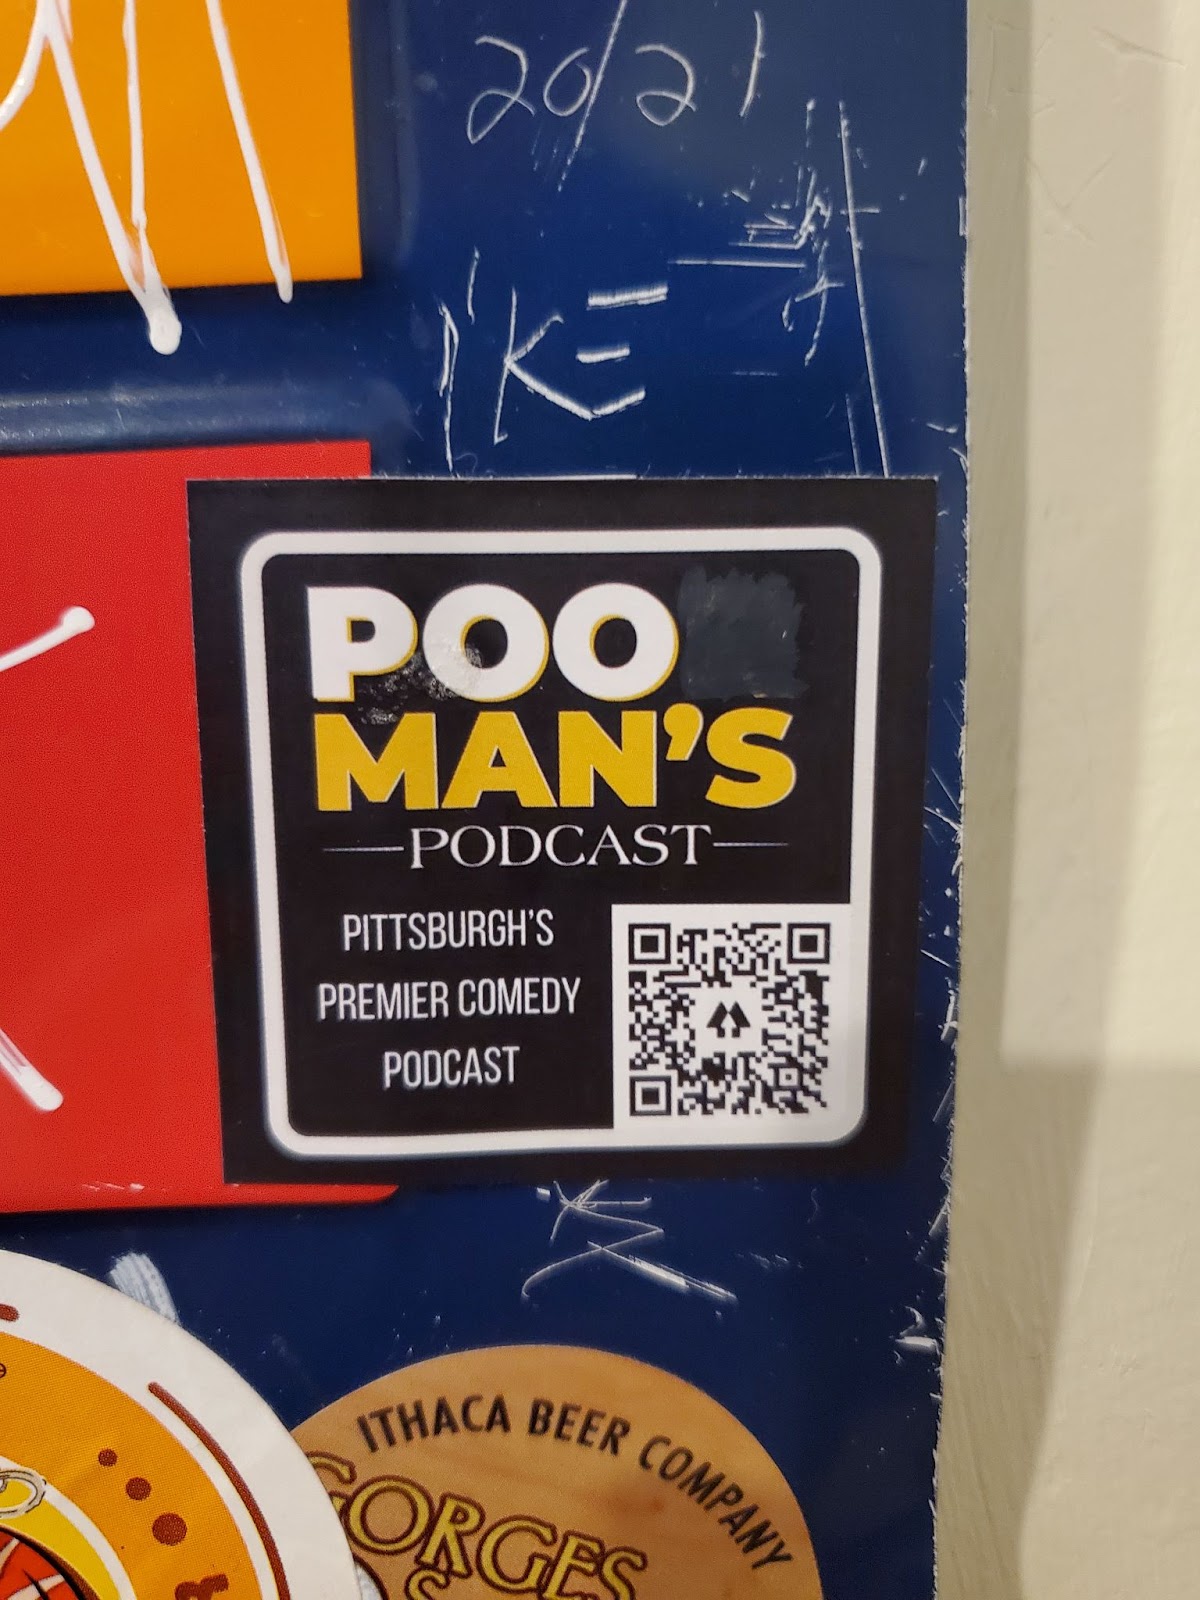 20/21
POO
MAN'S
PODCAST
PITTSBURGH'S
PREMIER COMEDY
PODCAST
ITHACA BEER COMPANY
GORGES